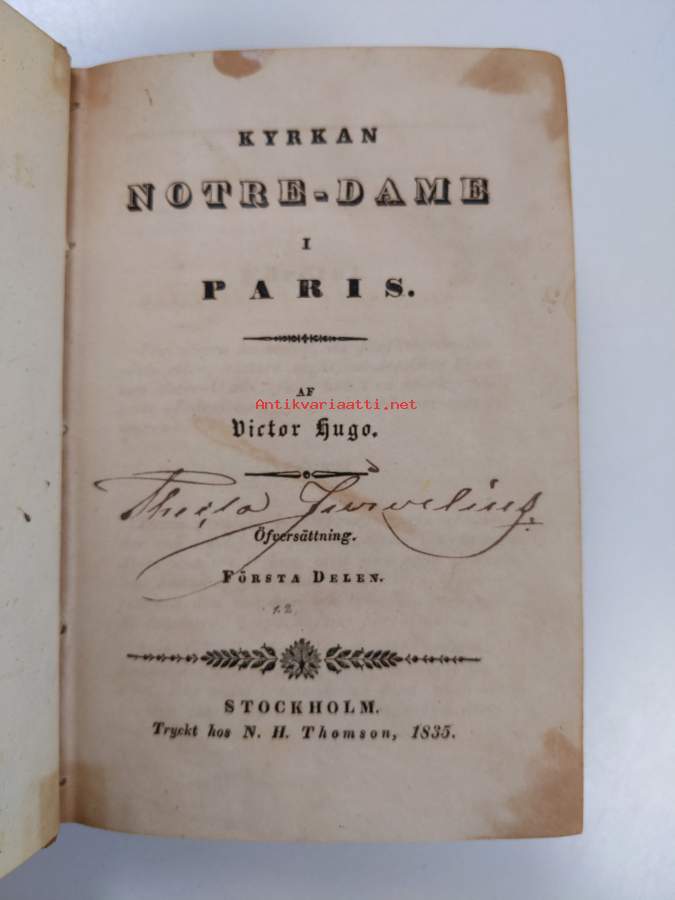 KYRKAN
NOTRE-DAME
I
PARIS.
AF
Antikvariaatti.net
Victor Hugo.
Öfversättning.
FÖRSTA DELEN.
STOCKHOLM.
Tryckt hos N. H. Thomson, 1835.